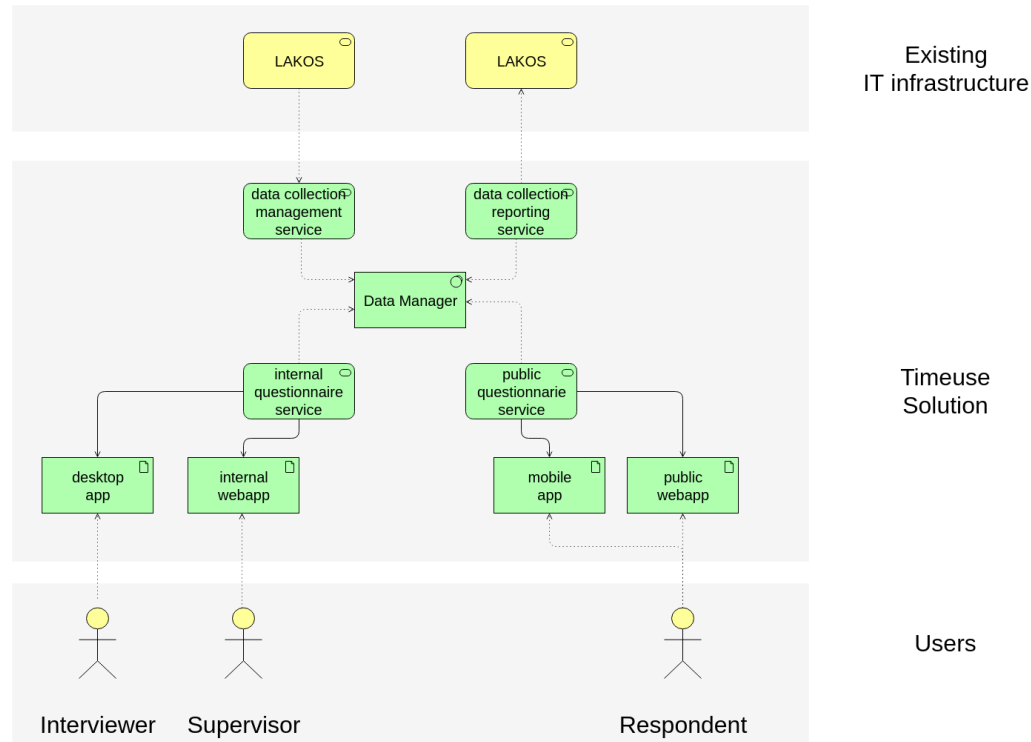 LAKOS
LAKOS
Existing
IT infrastructure
data collection
management
service
data collection
reporting
service
Data Manager
internal
questionnaire
service
public
questionnarie
service
Timeuse
Solution
desktop
app
internal
webapp
mobile
app
public
webapp
Users
Interviewer
Supervisor
Respondent